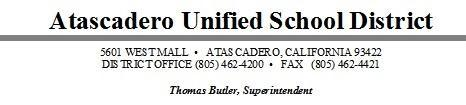 Atascadero Unified School District
5601 WEST MALL • ATASCADERO, CALIFORNIA 93422
DISTRICT OFFICE (805) 462-4200 • FAX (805) 462-4421
Thomas Butler, Superintendent